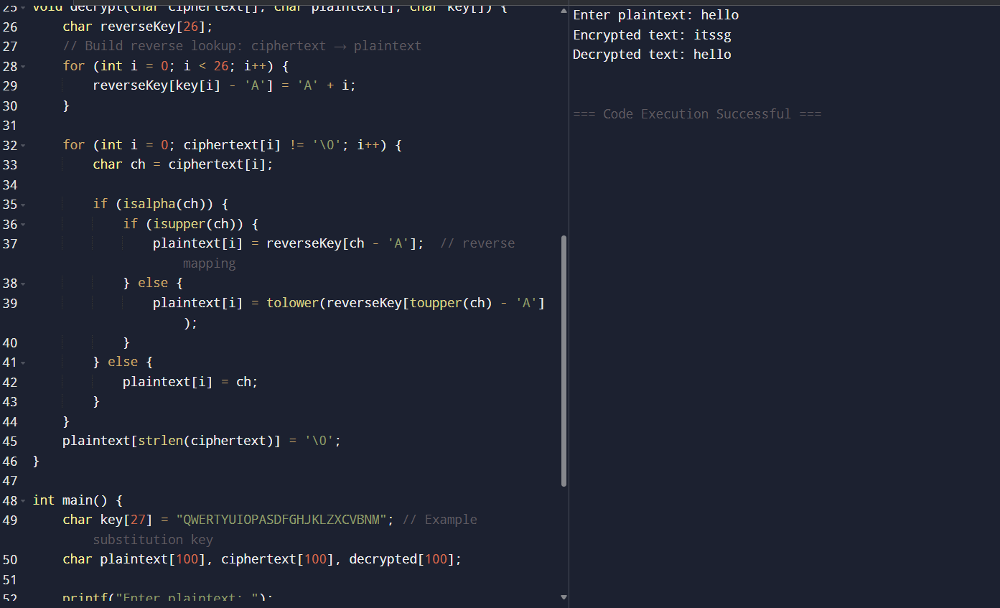 25 void decrypt(char ciphertext[], char plaintext[], char key[]) {
26     char reverseKey[26];
27     // Build reverse lookup: ciphertext → plaintext
28     for (int i = 0; i < 26; i++) {
29         reverseKey[key[i] - 'A'] = 'A' + i;
30     }
31
32     for (int i = 0; ciphertext[i] != '\0'; i++) {
33         char ch = ciphertext[i];
34
35         if (isalpha(ch)) {
36             if (isupper(ch)) {
37                 plaintext[i] = reverseKey[ch - 'A'];  // reverse
                    mapping
38             } else {
39                 plaintext[i] = tolower(reverseKey[toupper(ch) - 'A']
                    );
40             }
41         } else {
42             plaintext[i] = ch;
43         }
44     }
45     plaintext[strlen(ciphertext)] = '\0';
46 }
47
48 int main() {
49     char key[27] = "QWERTYUIOPASDFGHJKLZXCVBNM"; // Example
        substitution key
50     char plaintext[100], ciphertext[100], decrypted[100];
51
52     printf("Enter plaintext: ");
Enter plaintext: hello
Encrypted text: itssg
Decrypted text: hello
=== Code Execution Successful ===